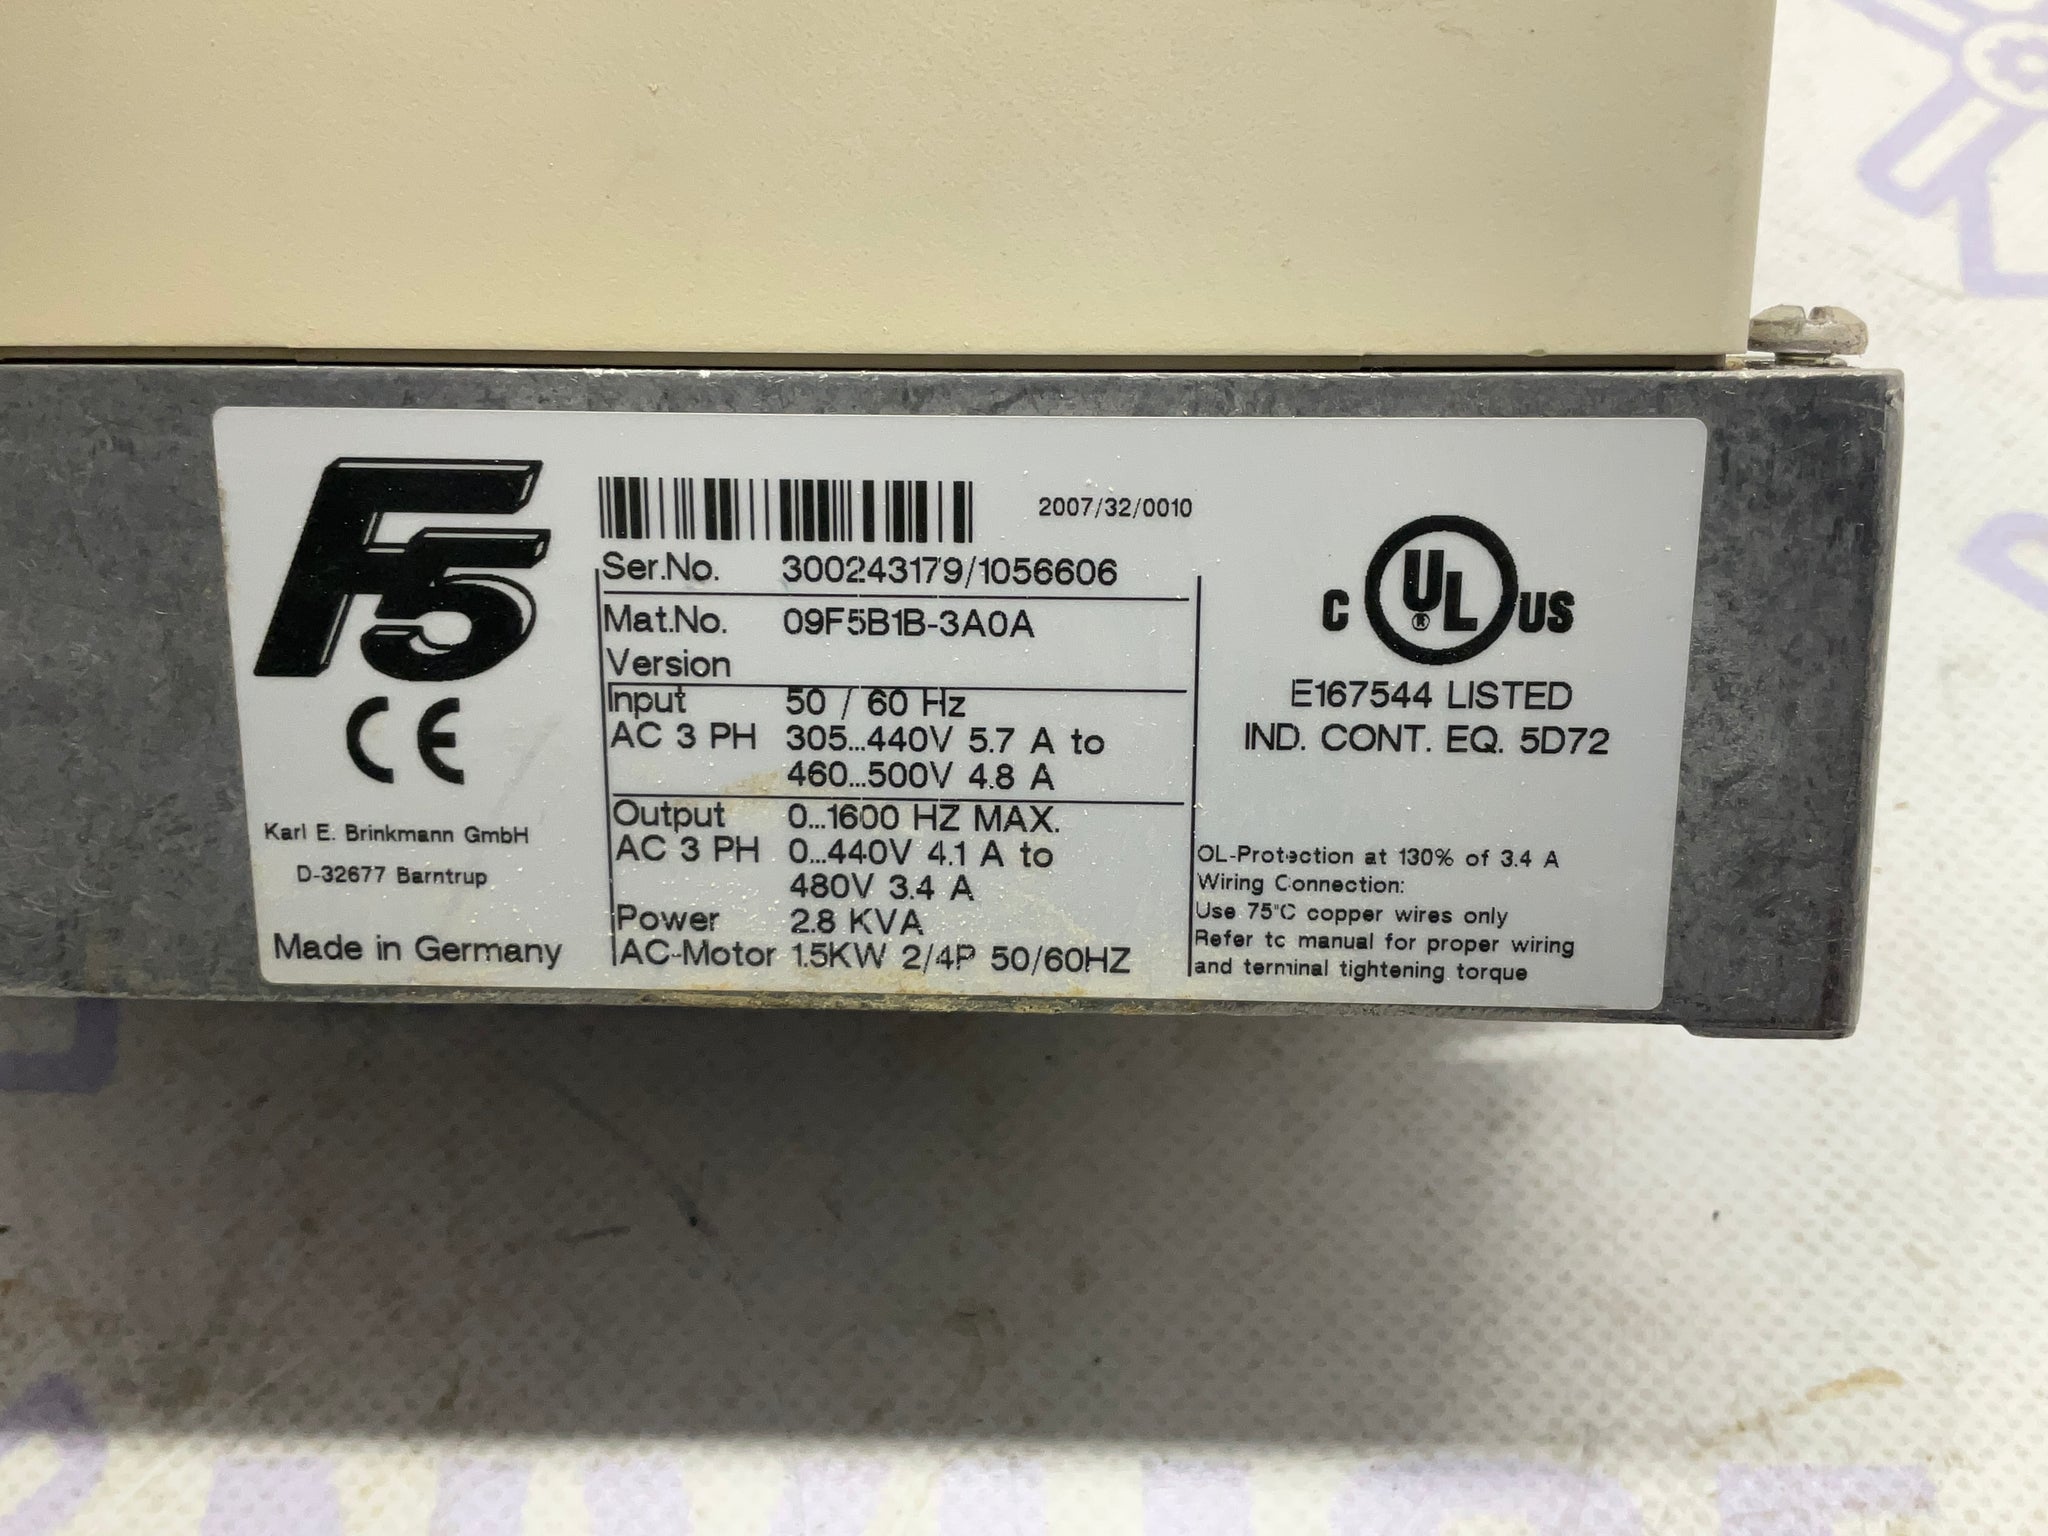 F5
2007/32/0010
Ser.No. 300243179/1056606
Mat.No. 09F5B1B-3A0A
Version
Input 50 / 60 Hz
AC 3 PH 305...440V 5.7 A to
460...500V 4.8 A
Output 0...1600 HZ MAX.
AC 3 PH 0...440V 4.1 A to
480V 3.4 A
Power 2.8 KVA
AC-Motor 1.5KW 2/4P 50/60HZ
CE
Karl E. Brinkmann GmbH
D-32677 Barntrup
Made in Germany
C UL® US
E167544 LISTED
IND. CONT. EQ. 5D72
OL-Protection at 130% of 3.4 A
Wiring Connection:
Use 75°C copper wires only
Refer to manual for proper wiring
and terminal tightening torque